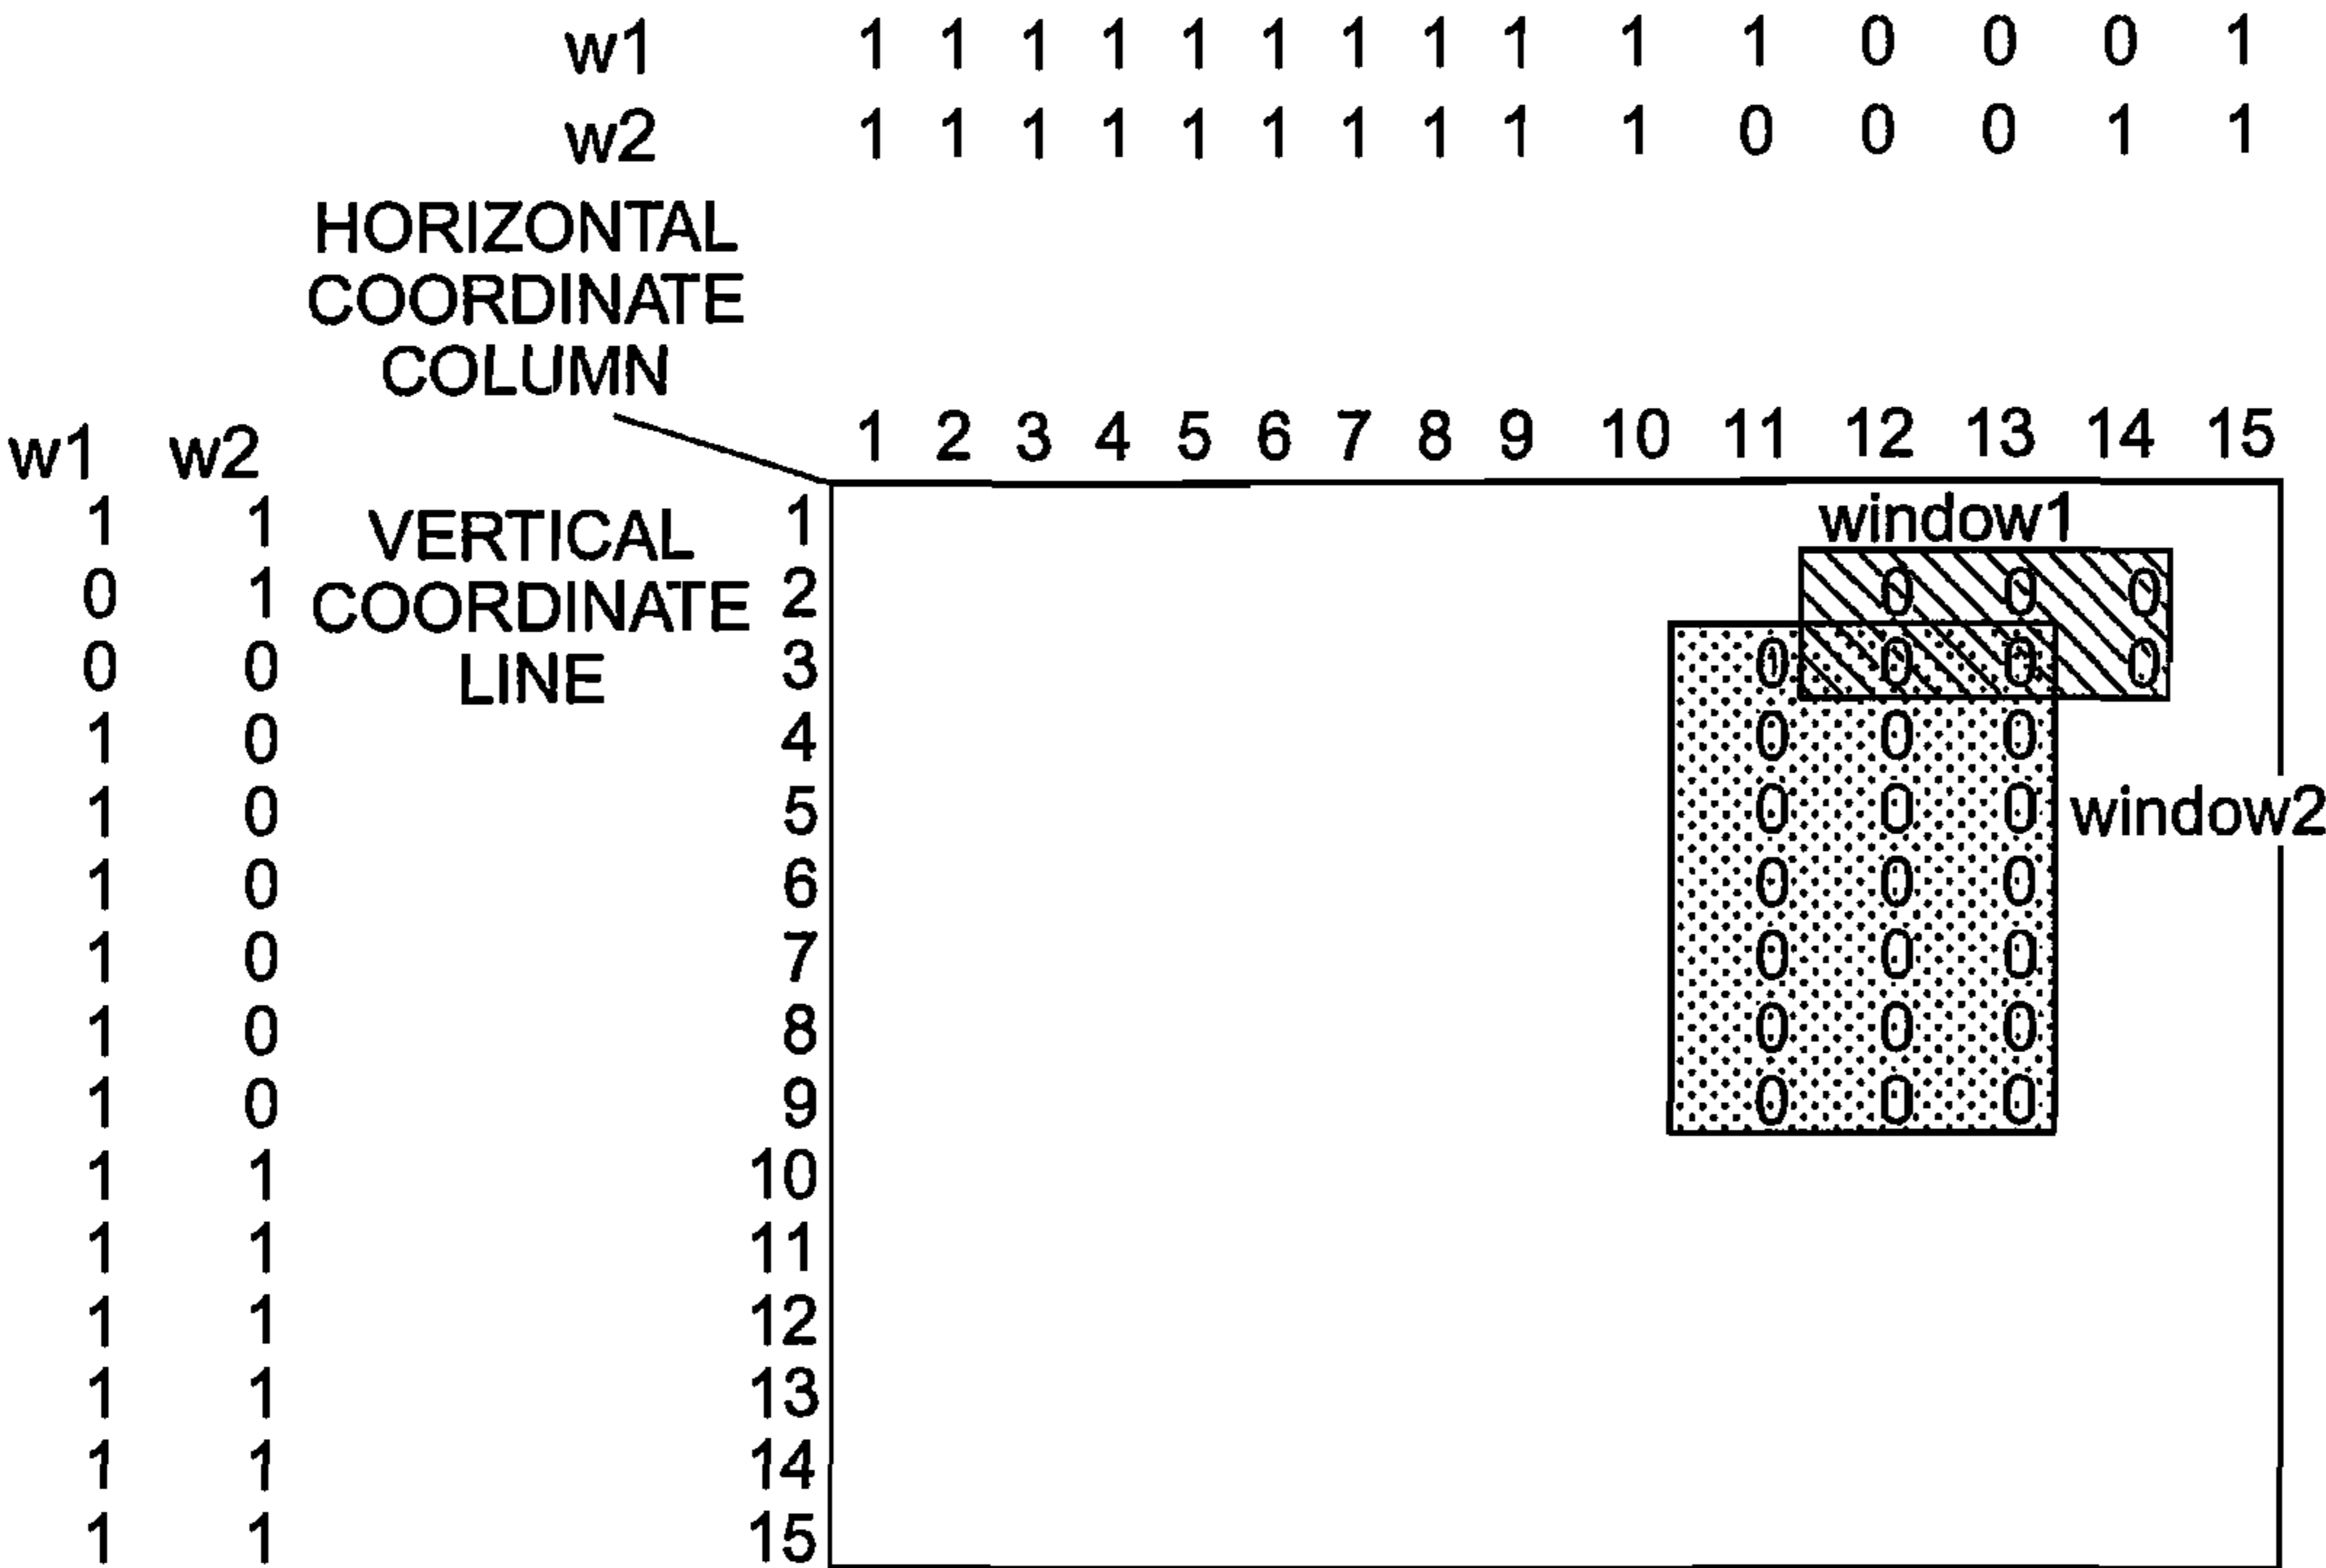 w1 1 1 1 1 1 1 1 1 1 1 1 0 0 0 1
w2 1 1 1 1 1 1 1 1 1 1 0 0 0 1 1
HORIZONTAL
COORDINATE
COLUMN
w1 w2 1 2 3 4 5 6 7 8 9 10 11 12 13 14 15
1 1 VERTICAL 1 window1
0 1 COORDINATE 2 0 0 0
0 0 LINE 3 0 0 0 0
1 0 4 0 0 0
1 0 5 0 0 0 window2
1 0 6 0 0 0
1 0 7 0 0 0
1 0 8 0 0 0
1 0 9 0 0 0
1 1 10
1 1 11
1 1 12
1 1 13
1 1 14
1 1 15